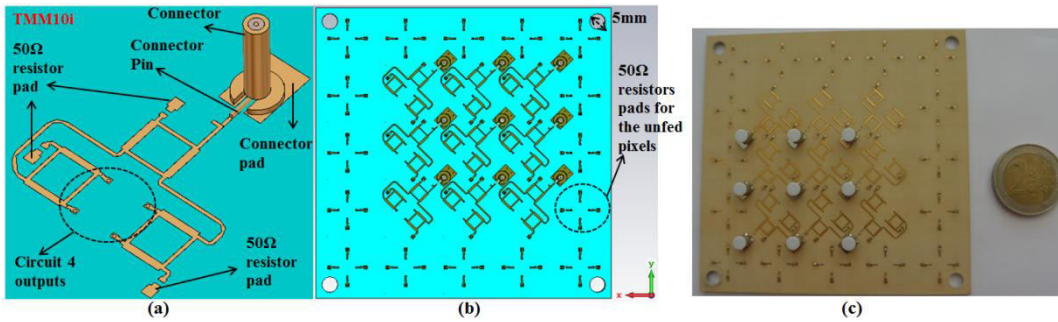 TMM10i
50Ω
resistor
pad
Connector
Connector
Pin
Connector
pad
Circuit 4
outputs
50Ω
resistor
pad
(a)
5mm
50Ω
resistors
pads for
the unfed
pixels
y
x
(b)
2
(c)